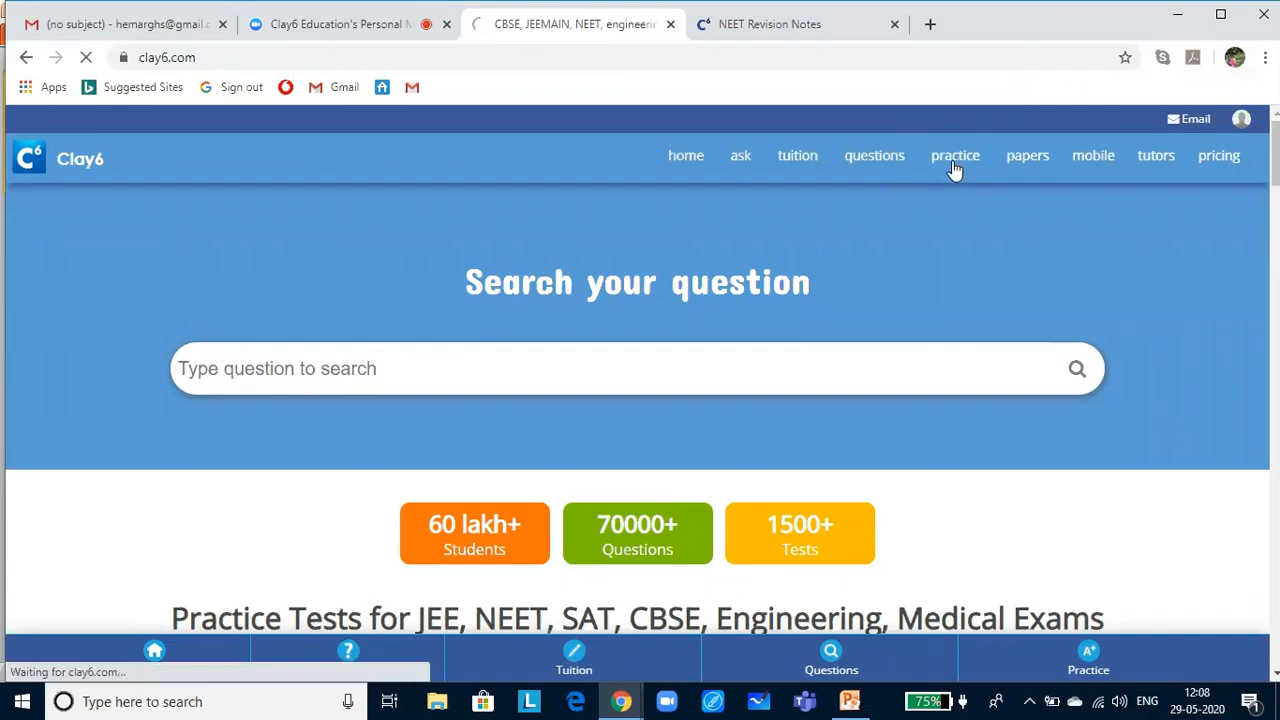 (no subject) - hemarghs@gmail.c
Clay6 Education's Personal M
CBSE, JEEMAIN, NEET, engineerin
C⁶ NEET Revision Notes
clay6.com
Apps
Suggested Sites
Sign out
Gmail
Email
C⁶ Clay6
home ask tuition questions practice papers mobile tutors pricing
Search your question
Type question to search
60 lakh+
Students
70000+
Questions
1500+
Tests
Practice Tests for JEE, NEET, SAT, CBSE, Engineering, Medical Exams
?
Tuition
Questions
A+
Practice
Waiting for clay6.com...
Type here to search
L
75%
ENG
12:08
29-05-2020
1